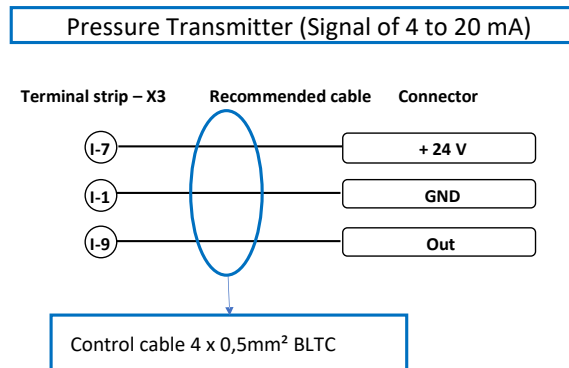 Pressure Transmitter (Signal of 4 to 20 mA)
Terminal strip – X3 Recommended cable Connector
I-7 + 24 V
I-1 GND
I-9 Out
Control cable 4 x 0,5mm² BLTC